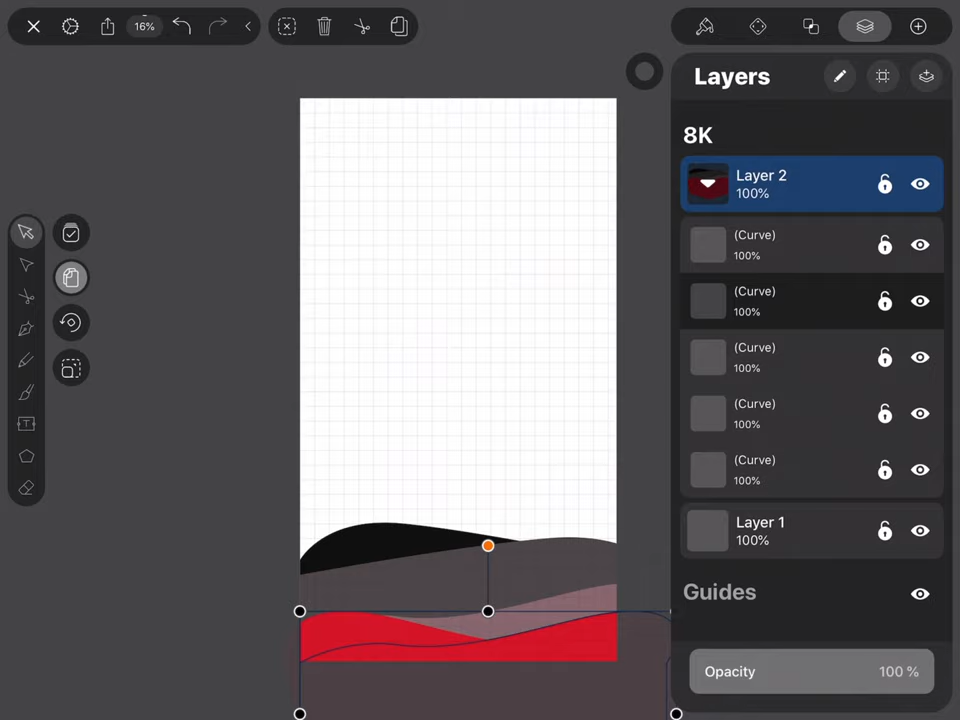 16%
Layers
8K
Layer 2
100%
(Curve)
100%
(Curve)
100%
(Curve)
100%
(Curve)
100%
(Curve)
100%
Layer 1
100%
Guides
Opacity 100 %